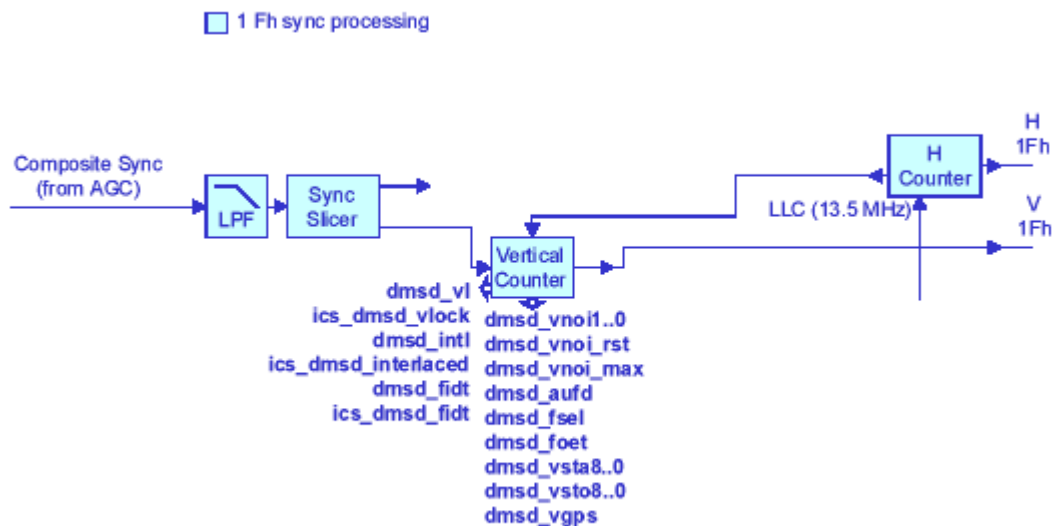 1 Fh sync processing
Composite Sync
(from AGC)
LPF
Sync
Slicer
H
Counter
H
1Fh
LLC (13.5 MHz)
V
1Fh
Vertical
Counter
dmsd_vl
ics_dmsd_vlock
dmsd_intl
ics_dmsd_interlaced
dmsd_fidt
ics_dmsd_fidt
dmsd_vnoi1..0
dmsd_vnoi_rst
dmsd_vnoi_max
dmsd_aufd
dmsd_fsel
dmsd_foet
dmsd_vsta8..0
dmsd_vsto8..0
dmsd_vgps